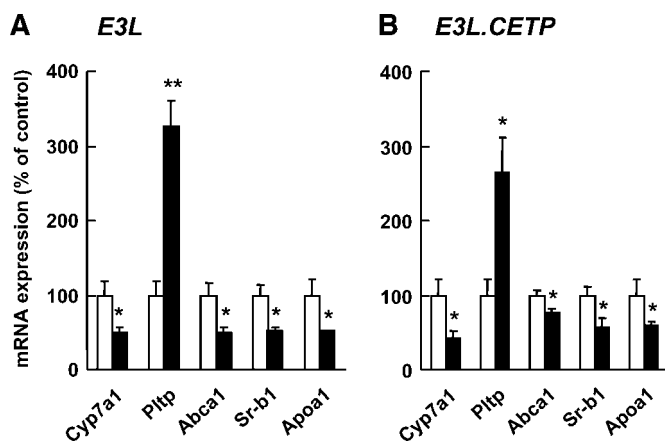 A E3L
mRNA expression (% of control)
400
300
200
100
0
**
* * * *
Cyp7a1 Pltp Abca1 Sr-b1 Apoa1
B E3L.CETP
400
300
200
100
0
*
* * * *
Cyp7a1 Pltp Abca1 Sr-b1 Apoa1